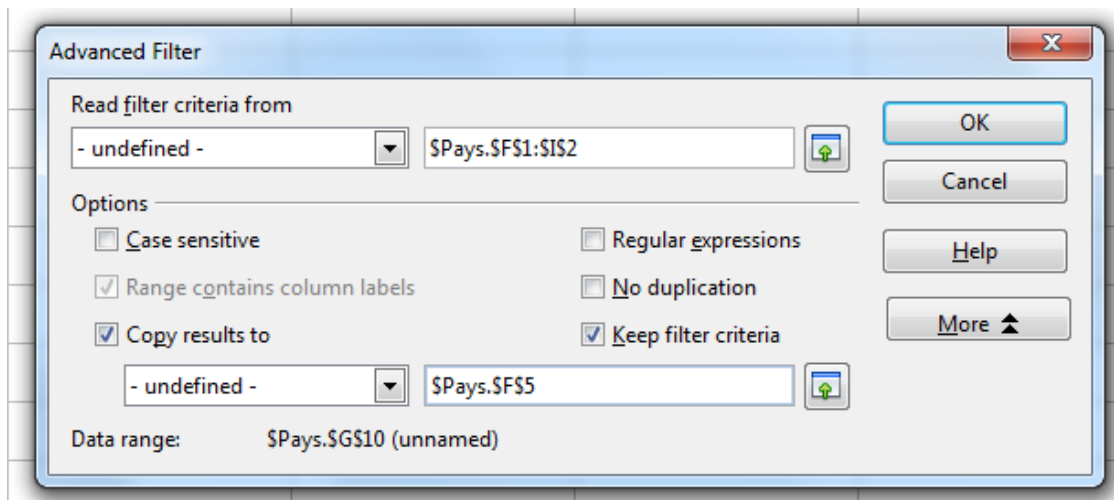 Advanced Filter
Read filter criteria from
- undefined - $Pays.$F$1:$I$2
OK
Cancel
Options
Case sensitive Regular expressions
Help
Range contains column labels No duplication
More
Copy results to Keep filter criteria
- undefined - $Pays.$F$5
Data range: $Pays.$G$10 (unnamed)